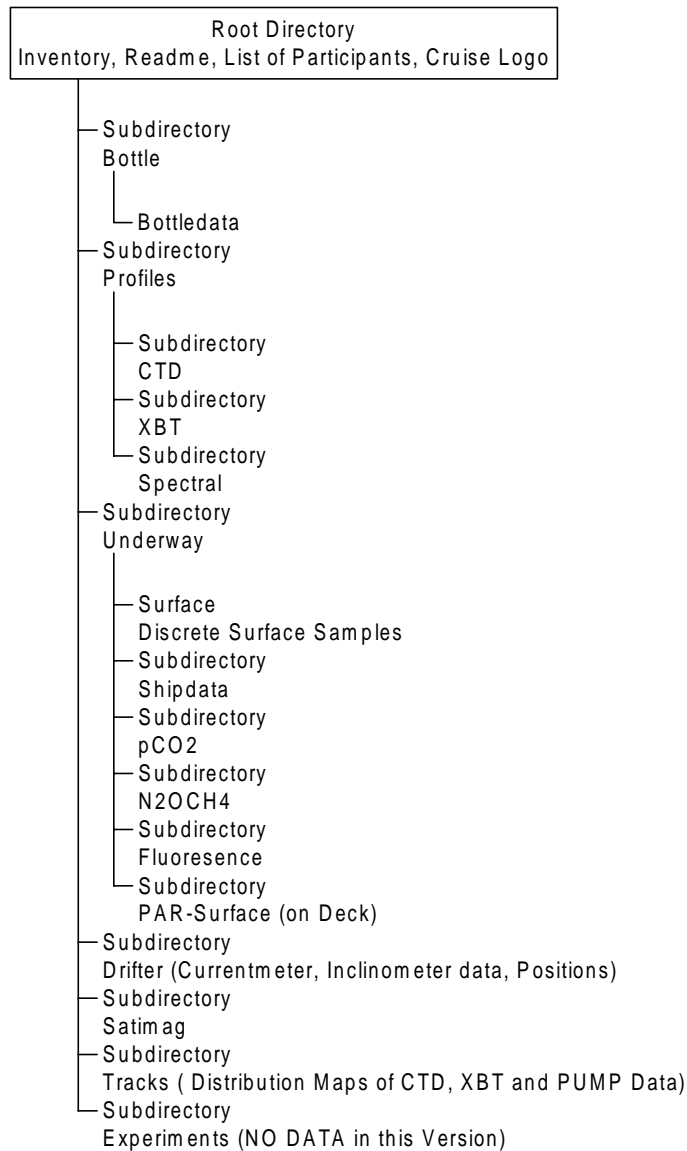 Root Directory
Inventory, Readme, List of Participants, Cruise Logo
Subdirectory
Bottle
Bottledata
Subdirectory
Profiles
Subdirectory
CTD
Subdirectory
XBT
Subdirectory
Spectral
Subdirectory
Underway
Surface
Discrete Surface Samples
Subdirectory
Shipdata
Subdirectory
pCO2
Subdirectory
N2OCH4
Subdirectory
Fluoresence
Subdirectory
PAR-Surface (on Deck)
Subdirectory
Drifter (Currentmeter, Inclinometer data, Positions)
Subdirectory
Satimag
Subdirectory
Tracks ( Distribution Maps of CTD, XBT and PUMP Data)
Subdirectory
Experiments (NO DATA in this Version)